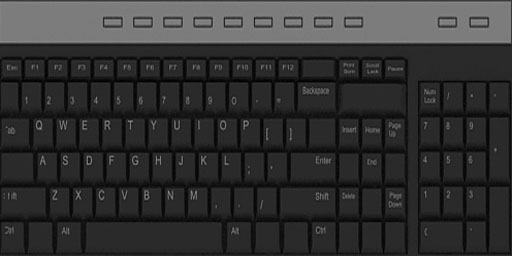 Esc F1 F2 F3 F4 F5 F6 F7 F8 F9 F10 F11 F12 Print Scrn Scroll Lock Pause
1 2 3 4 5 6 7 8 9 0 - = Backspace Num Lock / * -
Tab Q W E R T Y U I O P [ ] Insert Home Page Up 7 8 9 +
A S D F G H J K L ; Enter End 4 5 6
Shift Z X C V B N M , . / Shift Delete Page Down 1 2 3
Ctrl Alt Alt Ctrl